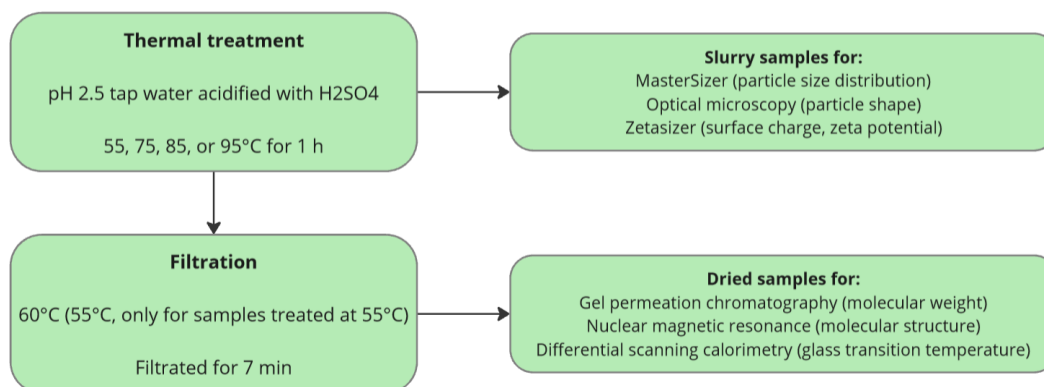 Thermal treatment
pH 2.5 tap water acidified with H2SO4
55, 75, 85, or 95°C for 1 h
Slurry samples for:
MasterSizer (particle size distribution)
Optical microscopy (particle shape)
Zetasizer (surface charge, zeta potential)
Filtration
60°C (55°C, only for samples treated at 55°C)
Filtrated for 7 min
Dried samples for:
Gel permeation chromatography (molecular weight)
Nuclear magnetic resonance (molecular structure)
Differential scanning calorimetry (glass transition temperature)